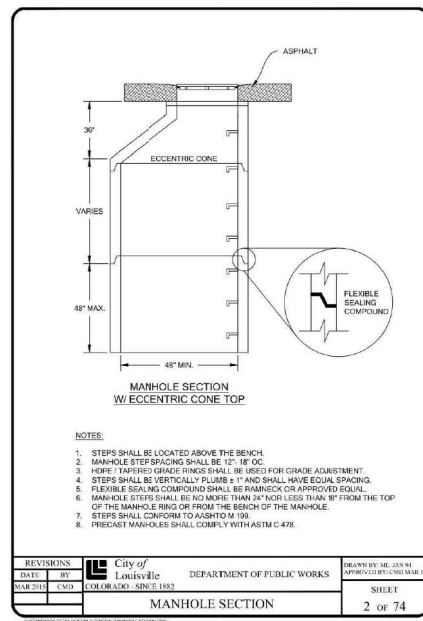 ASPHALT
36"
ECCENTRIC CONE
VARIES
48" MAX.
FLEXIBLE
SEALING
COMPOUND
48" MIN.
MANHOLE SECTION
W/ ECCENTRIC CONE TOP
NOTES:
1. STEPS SHALL BE LOCATED ABOVE THE BENCH.
2. MANHOLE STEP SPACING SHALL BE 12"- 18" OC.
3. HDPE / TAPERED GRADE RINGS SHALL BE USED FOR GRADE ADJUSTMENT.
4. STEPS SHALL BE VERTICALLY PLUMB ± 1" AND SHALL HAVE EQUAL SPACING.
5. FLEXIBLE SEALING COMPOUND SHALL BE RAMNECK OR APPROVED EQUAL.
6. MANHOLE STEPS SHALL BE NO MORE THAN 24" NOR LESS THAN 18" FROM THE TOP
OF THE MANHOLE RING OR FROM THE BENCH OF THE MANHOLE.
7. STEPS SHALL CONFORM TO AASHTO M 199.
8. PRECAST MANHOLES SHALL COMPLY WITH ASTM C 478.
REVISIONS
DATE BY
MAR 2015 CMD
City of
Louisville
COLORADO - SINCE 1882
DEPARTMENT OF PUBLIC WORKS
MANHOLE SECTION
DRAWN BY: ML JAN 94
APPROVED BY: CMD MAR 1
SHEET
2 OF 74